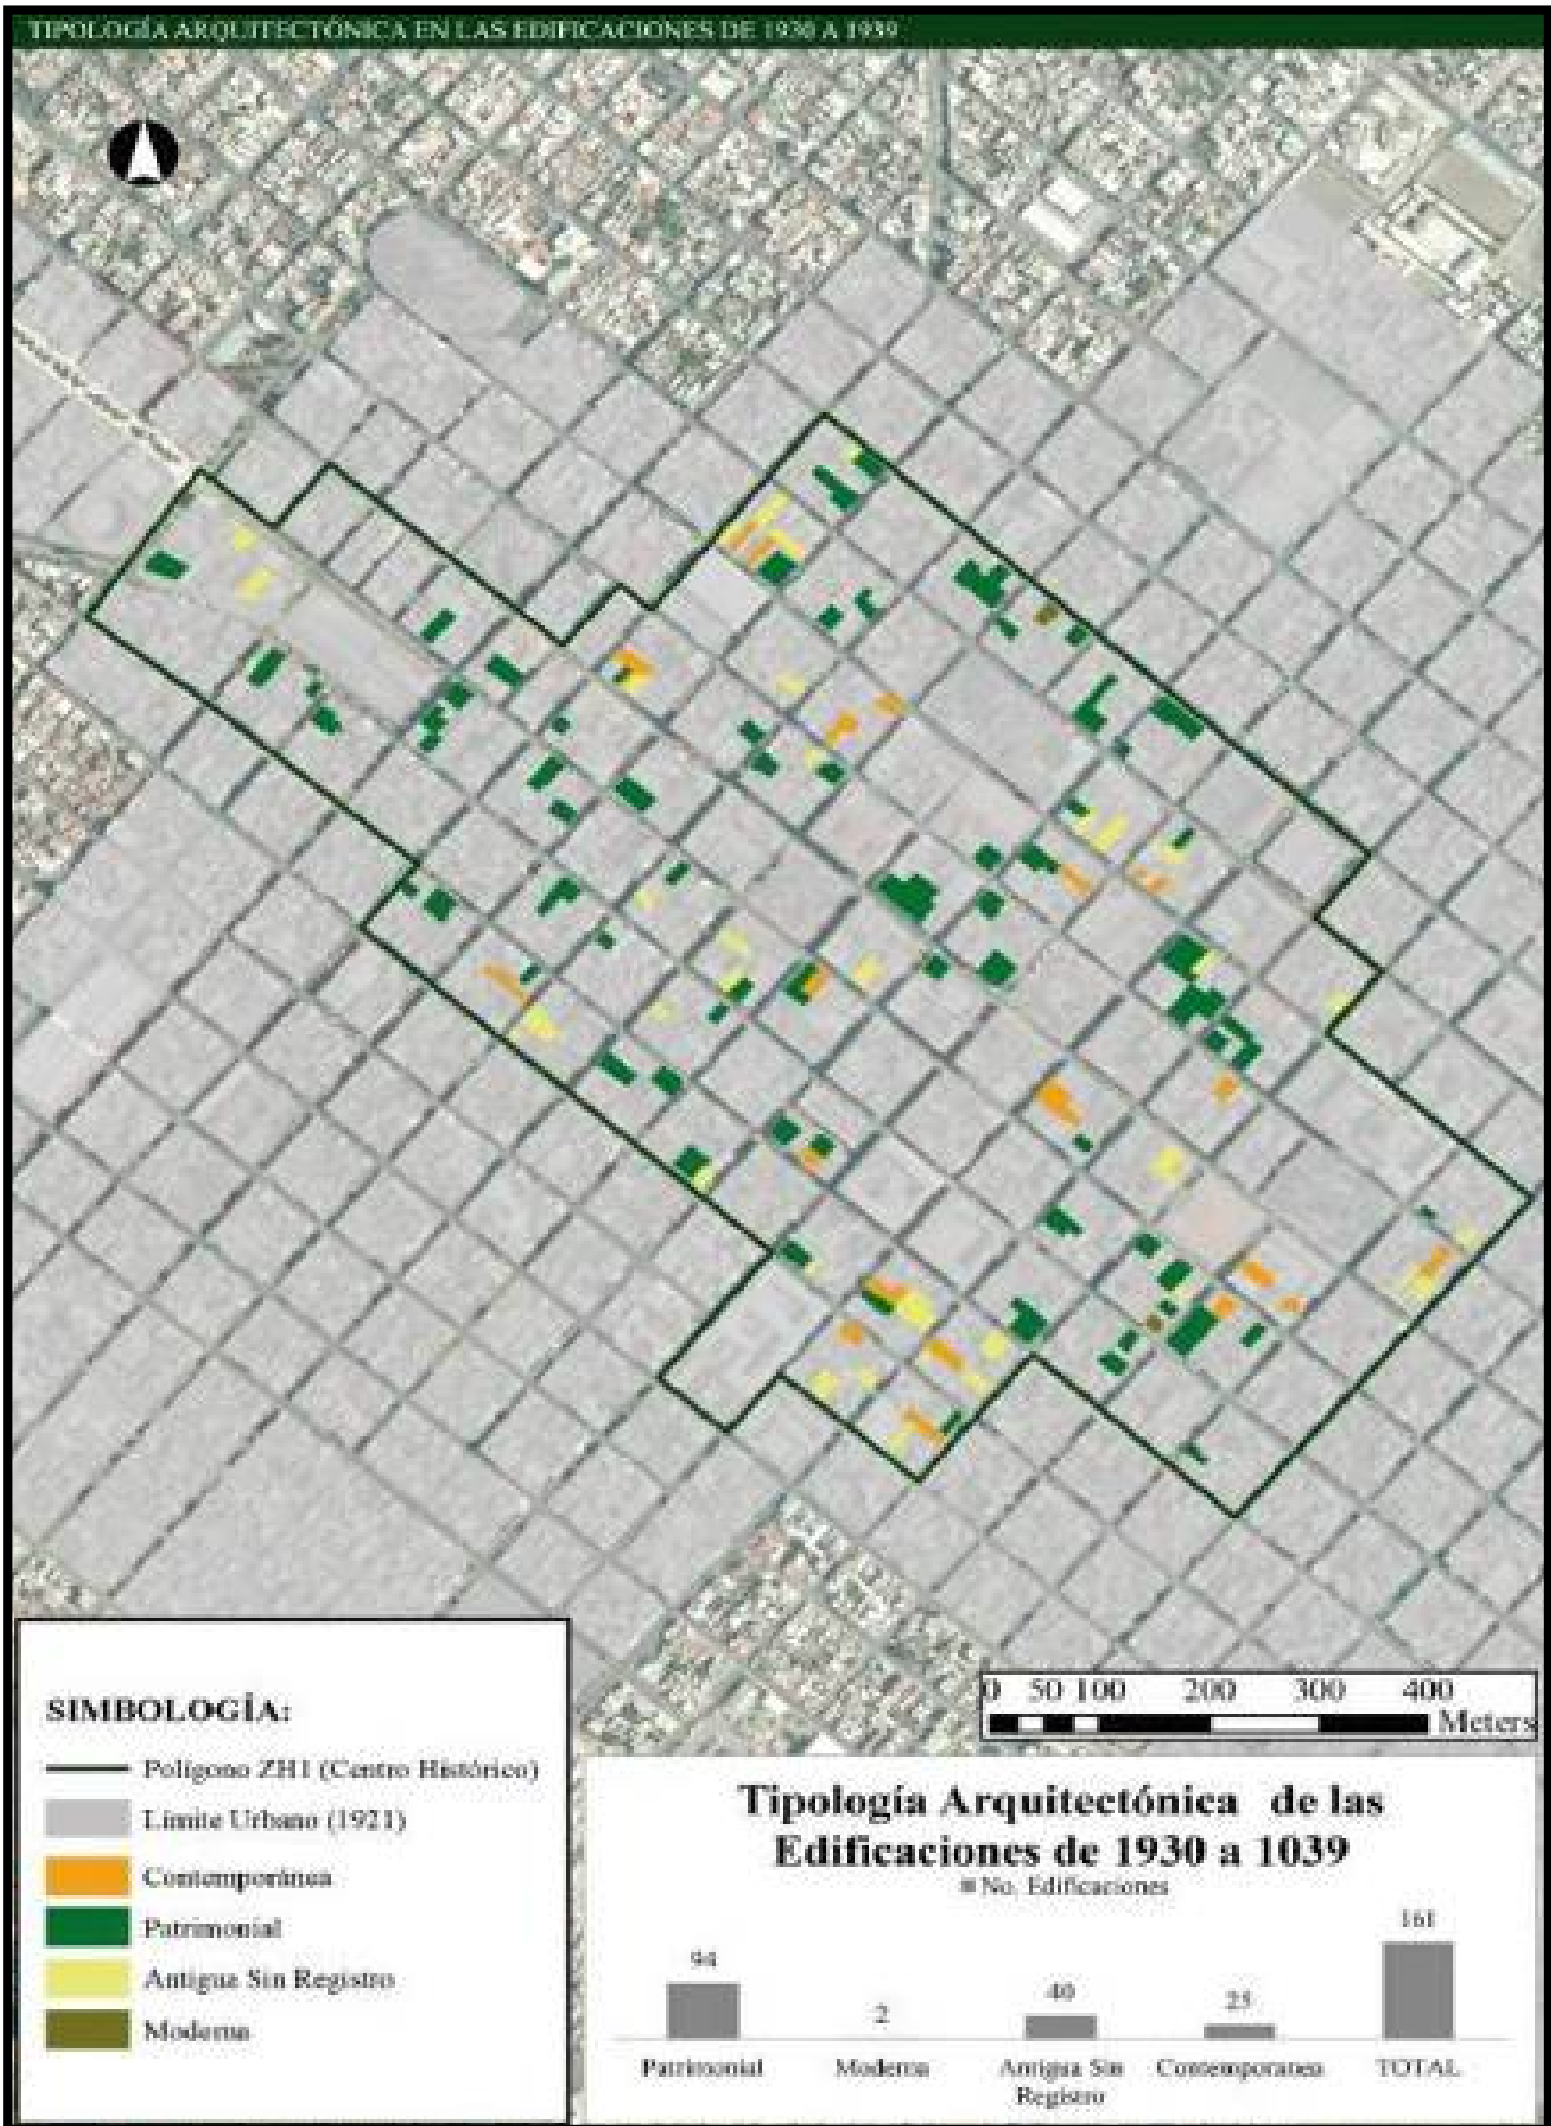 TIPOLOGÍA ARQUITECTÓNICA EN LAS EDIFICACIONES DE 1930 A 1939
SIMBOLOGÍA:
Polígono ZH1 (Centro Histórico)
Límite Urbano (1921)
Contemporánea
Patrimonial
Antigua Sin Registro
Moderna
0 50 100 200 300 400
Meters
Tipología Arquitectónica de las
Edificaciones de 1930 a 1039
No. Edificaciones
94
2
40
25
161
Patrimonial
Moderna
Antigua Sin
Registro
Contemporanea
TOTAL